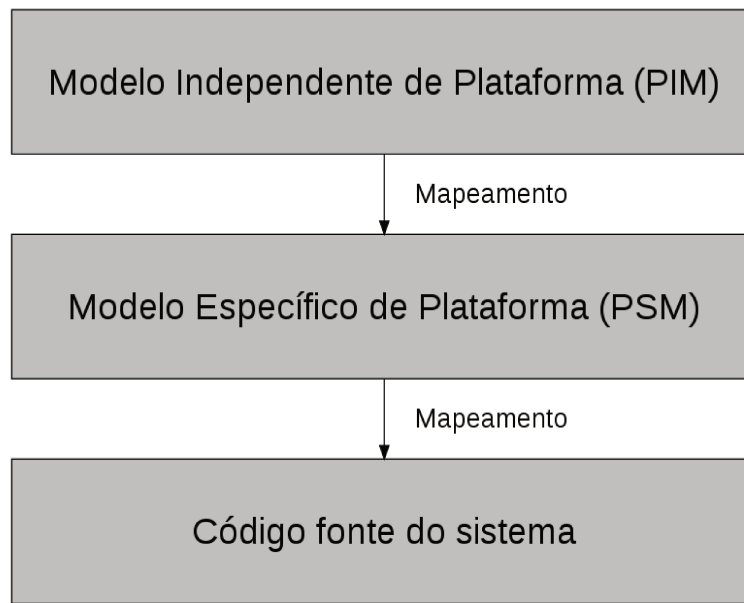 Modelo Independente de Plataforma (PIM)
Mapeamento
Modelo Específico de Plataforma (PSM)
Mapeamento
Código fonte do sistema